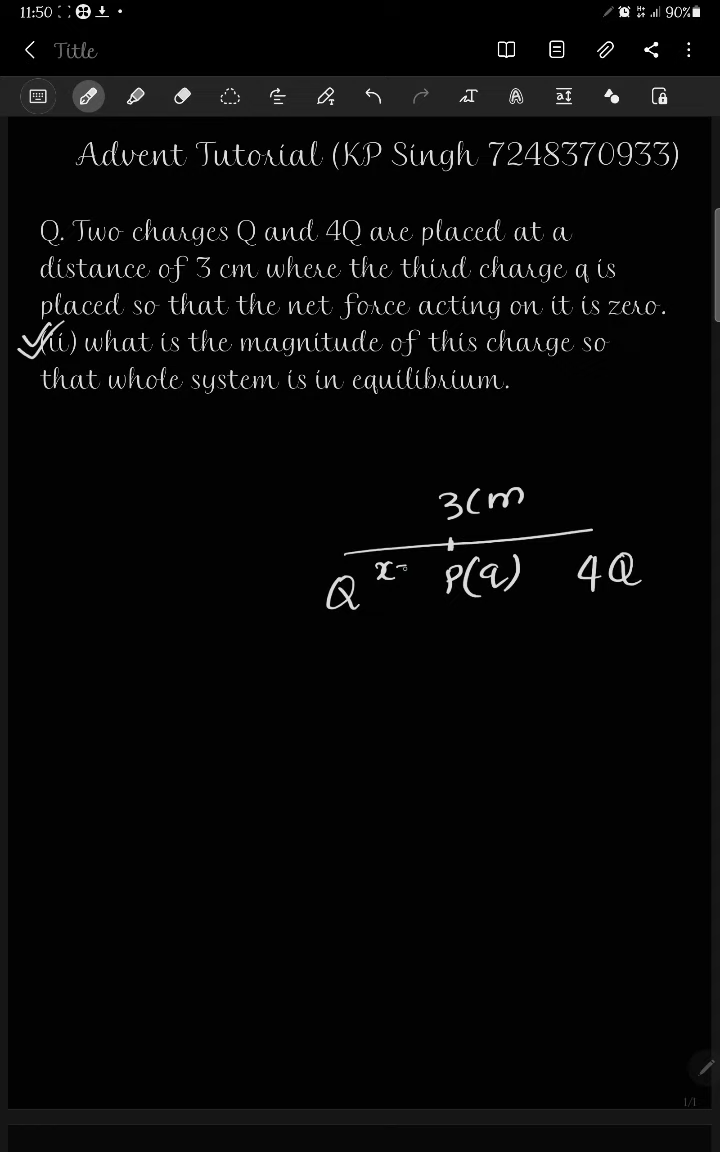 11:50 90%
Title
Advent Tutorial (KP Singh 7248370933)
Q. Two charges Q and 4Q are placed at a
distance of 3 cm where the third charge q is
placed so that the net force acting on it is zero.
(ii) what is the magnitude of this charge so
that whole system is in equilibrium.
3cm
Q x- P(q) 4Q
1/1